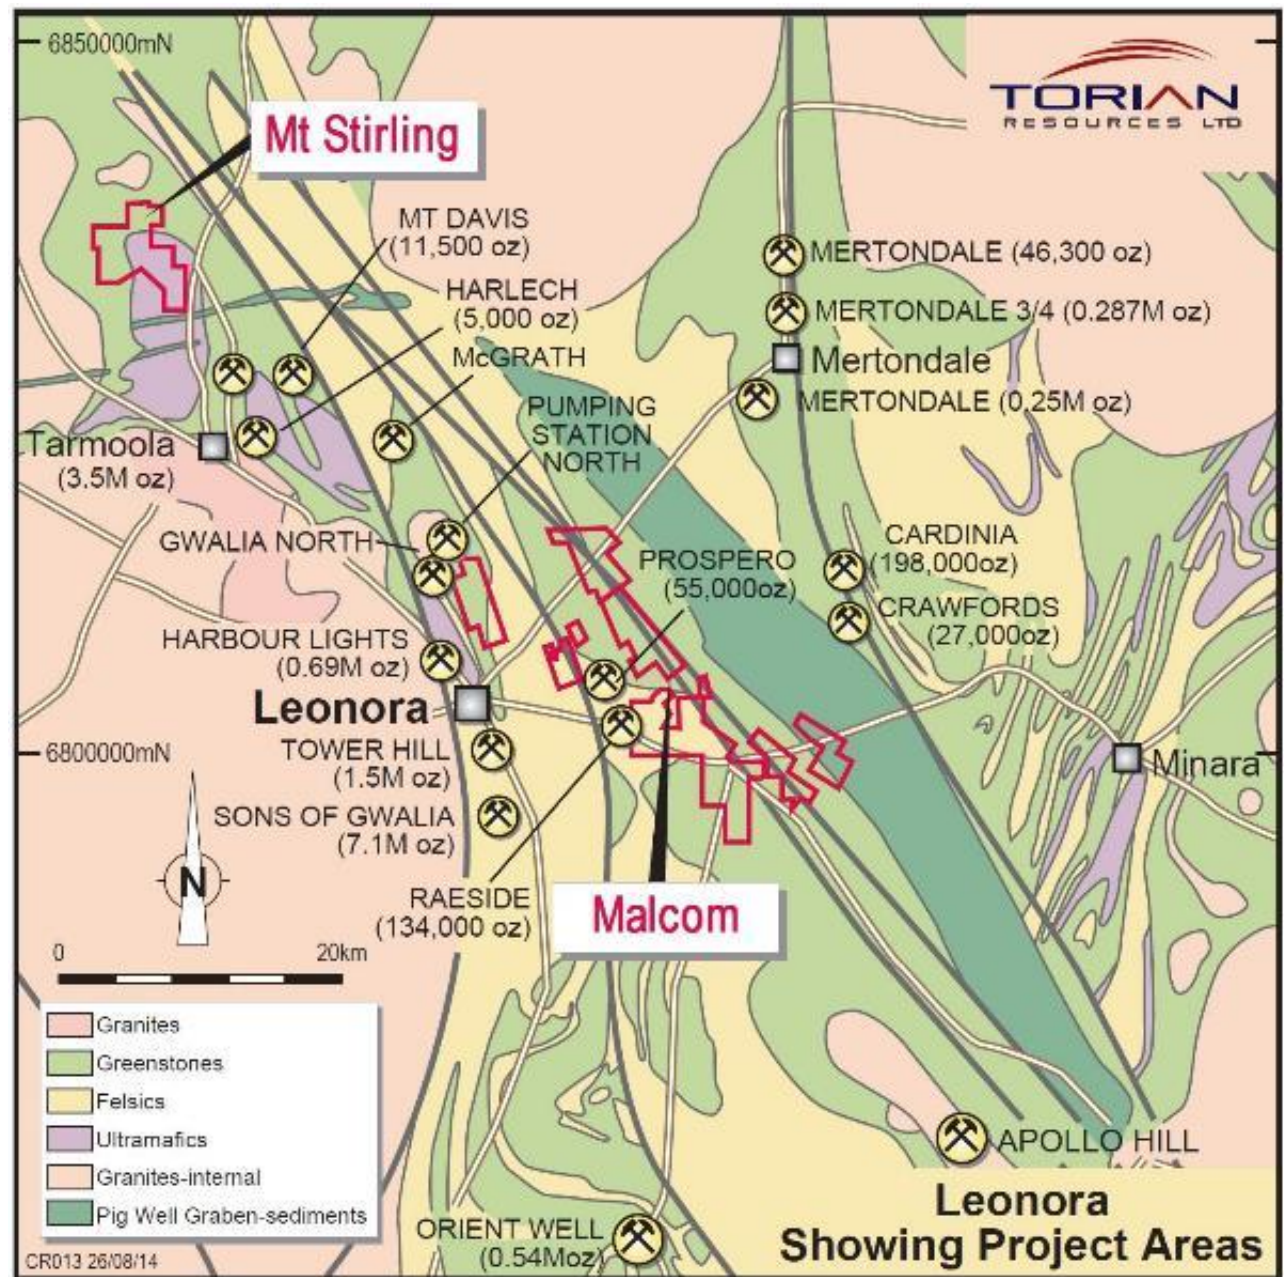 6850000mN
TORIAN
RESOURCES LTD
Mt Stirling
MT DAVIS
(11,500 oz)
MERTONDALE (46,300 oz)
HARLECH
(5,000 oz)
MERTONDALE 3/4 (0.287M oz)
McGRATH
Mertondale
PUMPING
STATION
NORTH
MERTONDALE (0.25M oz)
Tarmoola
(3.5M oz)
GWALIA NORTH
PROSPERO
(55,000oz)
CARDINIA
(198,000oz)
CRAWFORDS
(27,000oz)
HARBOUR LIGHTS
(0.69M oz)
Leonora
6800000mN
TOWER HILL
(1.5M oz)
Minara
SONS OF GWALIA
(7.1M oz)
N
RAESIDE
(134,000 oz)
Malcom
0 20km
Granites
Greenstones
Felsics
Ultramafics
Granites-internal
Pig Well Graben-sediments
APOLLO HILL
ORIENT WELL
(0.54Moz)
Leonora
Showing Project Areas
CR013 26/08/14